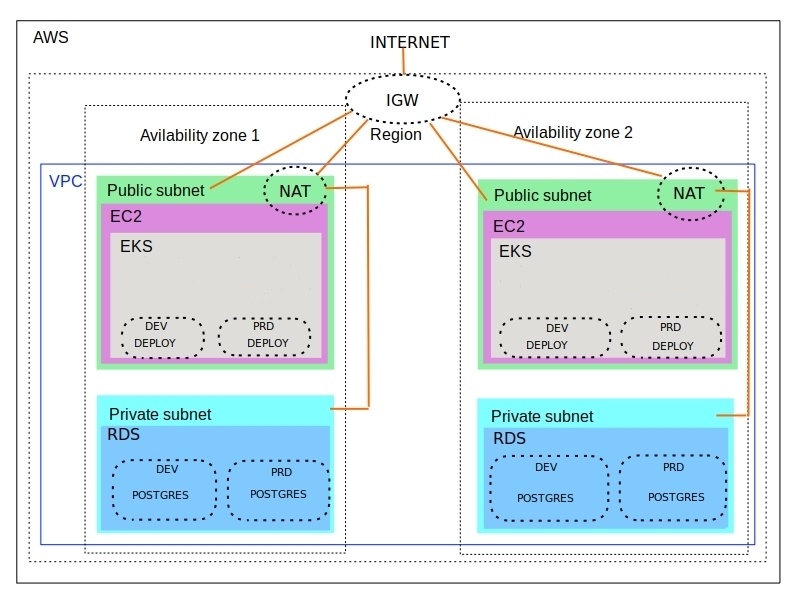 AWS
INTERNET
IGW
Region
Avilability zone 1
Avilability zone 2
VPC
Public subnet
NAT
EC2
EKS
DEV
DEPLOY
PRD
DEPLOY
Private subnet
RDS
DEV
POSTGRES
PRD
POSTGRES
Public subnet
NAT
EC2
EKS
DEV
DEPLOY
PRD
DEPLOY
Private subnet
RDS
DEV
POSTGRES
PRD
POSTGRES